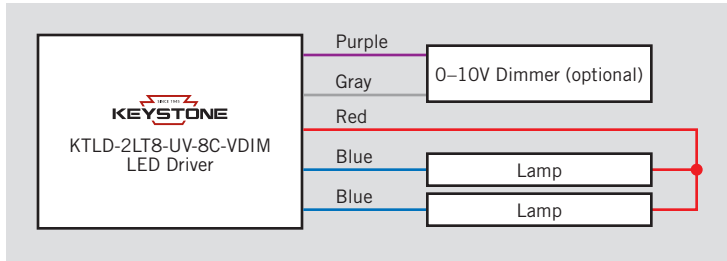 Purple
0–10V Dimmer (optional)
Gray
SINCE 1945
KEYSTONE
KTLD-2LT8-UV-8C-VDIM
LED Driver
Red
Blue
Lamp
Blue
Lamp